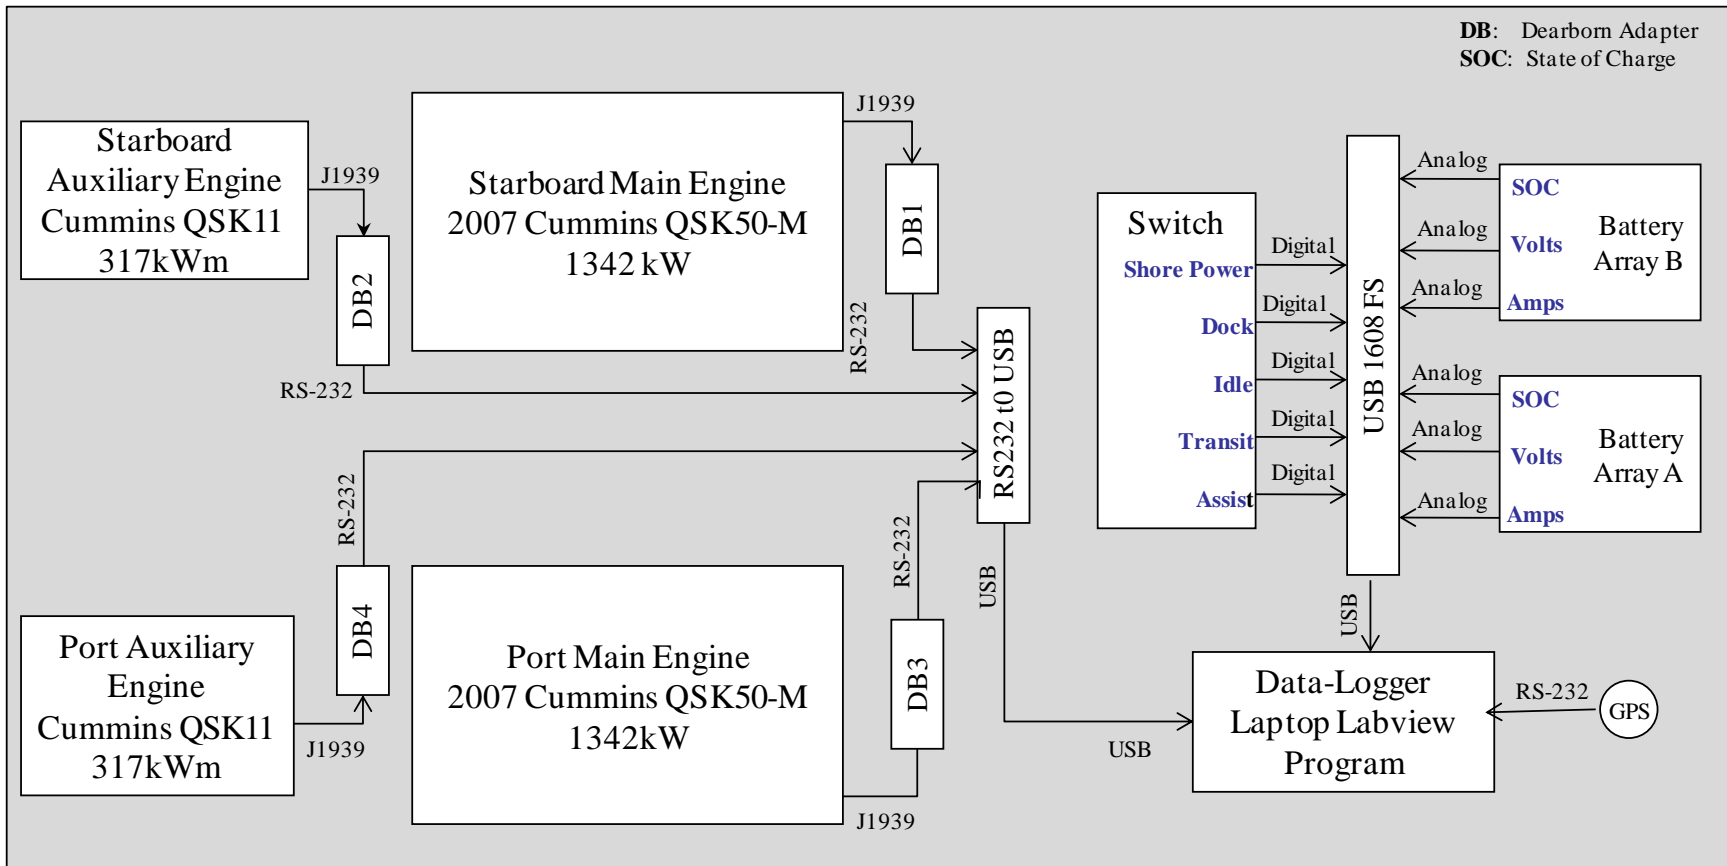 DB: Dearborn Adapter
SOC: State of Charge
Starboard
Auxiliary Engine
Cummins QSK11
317kWm
J1939
DB2
RS-232
Starboard Main Engine
2007 Cummins QSK50-M
1342 kW
J1939
DB1
RS-232
RS232 t0 USB
Port Auxiliary
Engine
Cummins QSK11
317kWm
J1939
DB4
RS-232
Port Main Engine
2007 Cummins QSK50-M
1342kW
J1939
DB3
RS-232
USB
USB
Switch
Shore Power
Dock
Idle
Transit
Assist
Digital
Digital
Digital
Digital
Digital
USB 1608 FS
Analog
Analog
Analog
SOC
Volts
Amps
Battery
Array B
Analog
Analog
Analog
SOC
Volts
Amps
Battery
Array A
USB
Data-Logger
Laptop Labview
Program
RS-232
GPS